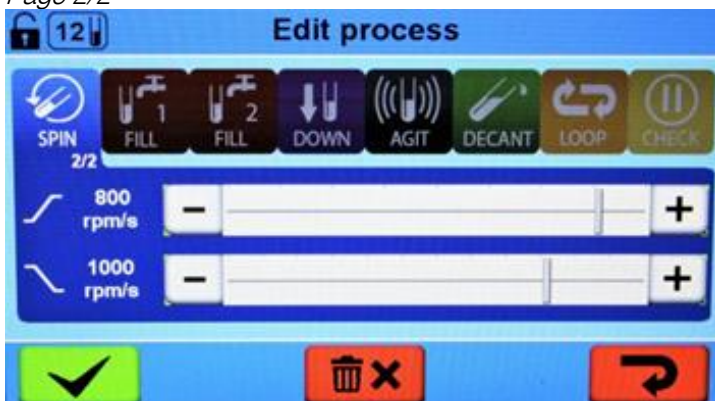 Page 2/2
12
Edit process
SPIN
2/2
1
FILL
2
FILL
DOWN
AGIT
DECANT
LOOP
CHECK
800
rpm/s
-
+
1000
rpm/s
-
+